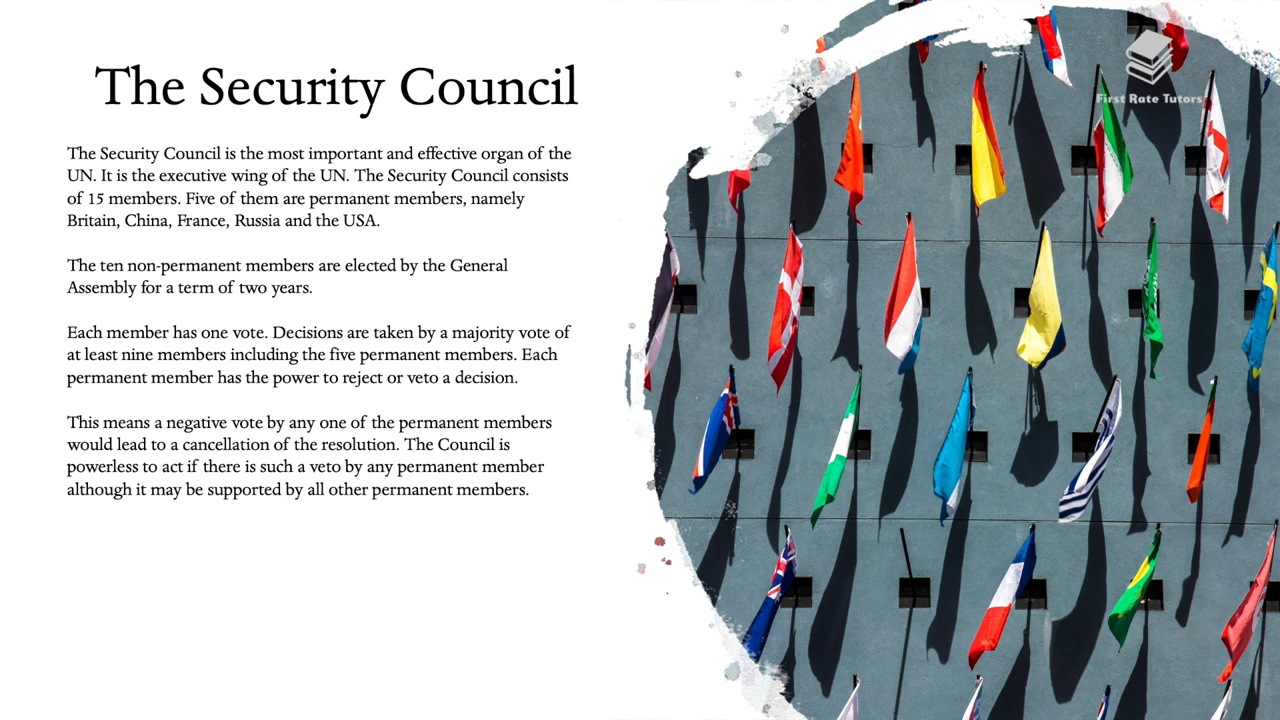 The Security Council
First Rate Tutors
The Security Council is the most important and effective organ of the
UN. It is the executive wing of the UN. The Security Council consists
of 15 members. Five of them are permanent members, namely
Britain, China, France, Russia and the USA.
The ten non-permanent members are elected by the General
Assembly for a term of two years.
Each member has one vote. Decisions are taken by a majority vote of
at least nine members including the five permanent members. Each
permanent member has the power to reject or veto a decision.
This means a negative vote by any one of the permanent members
would lead to a cancellation of the resolution. The Council is
powerless to act if there is such a veto by any permanent member
although it may be supported by all other permanent members.